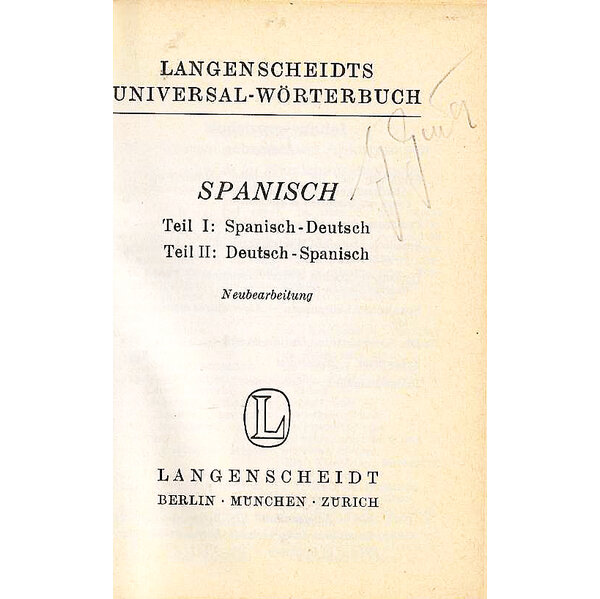 LANGENSCHEIDTS
UNIVERSAL-WÖRTERBUCH
SPANISCH
Teil I: Spanisch-Deutsch
Teil II: Deutsch-Spanisch
Neubearbeitung
L
LANGENSCHEIDT
BERLIN · MÜNCHEN · ZÜRICH